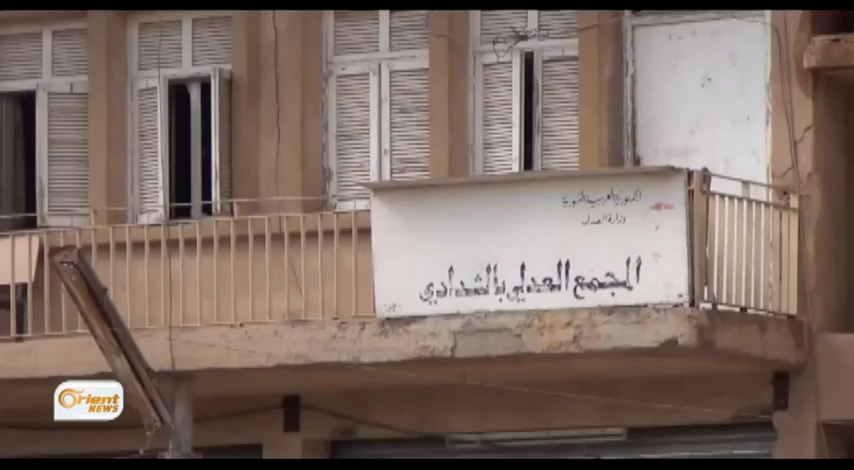 الجمهورية العربية السورية
وزارة العدل
المجمع العدلي بالشدادي
Orient
NEWS